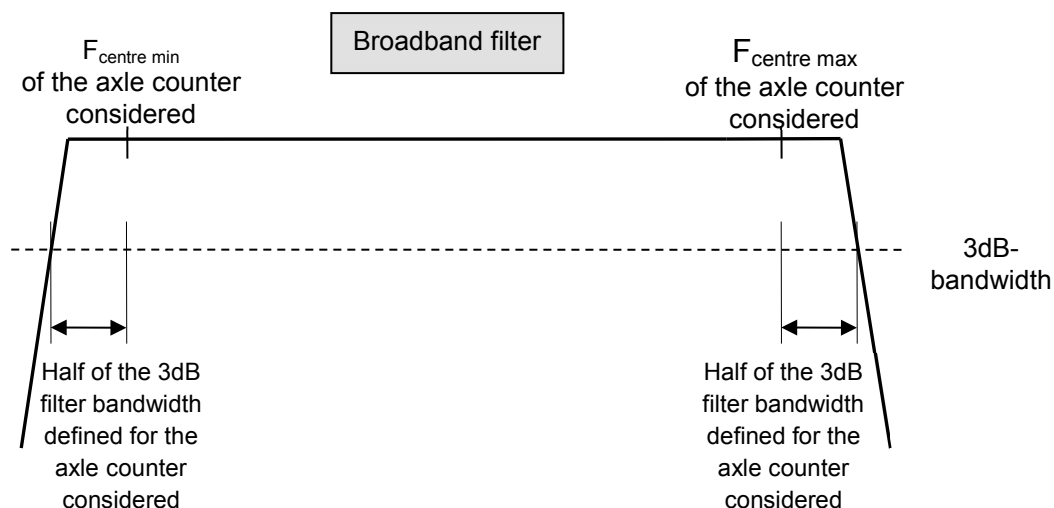 Broadband filter
F centre min
of the axle counter
considered
F centre max
of the axle counter
considered
3dB-
bandwidth
Half of the 3dB
filter bandwidth
defined for the
axle counter
considered
Half of the 3dB
filter bandwidth
defined for the
axle counter
considered